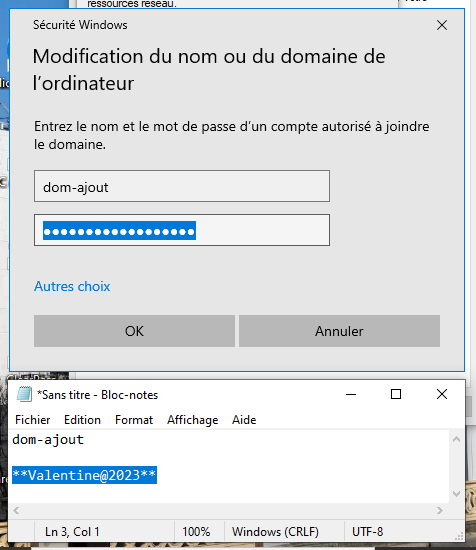 ressources réseau.
Sécurité Windows
Modification du nom ou du domaine de
l'ordinateur
Entrez le nom et le mot de passe d'un compte autorisé à joindre
le domaine.
dom-ajout
••••••••••••••••••
Autres choix
OK
Annuler
*Sans titre - Bloc-notes
Fichier Edition Format Affichage Aide
dom-ajout
**Valentine@2023**
Ln 3, Col 1 100% Windows (CRLF) UTF-8